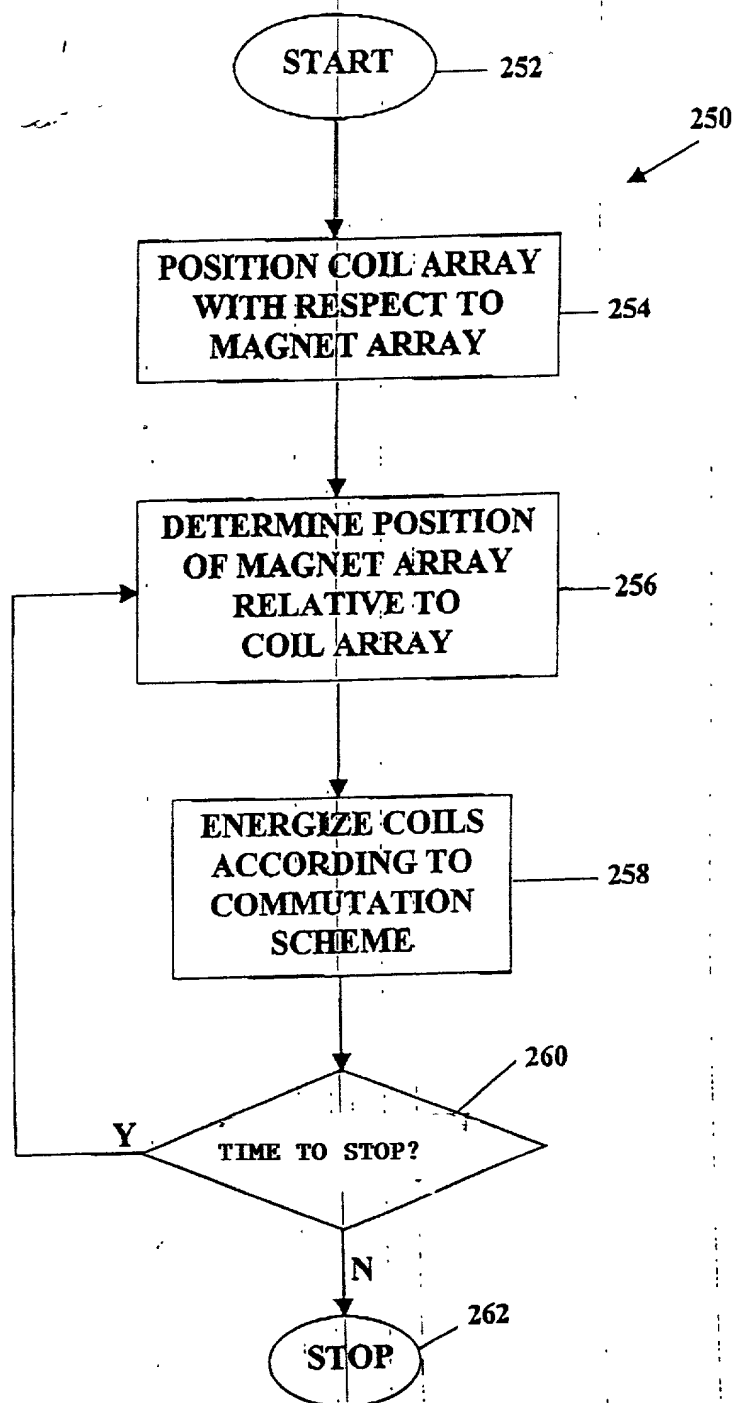 START
252
250
POSITION COIL ARRAY
WITH RESPECT TO
MAGNET ARRAY
254
DETERMINE POSITION
OF MAGNET ARRAY
RELATIVE TO
COIL ARRAY
256
ENERGIZE COILS
ACCORDING TO
COMMUTATION
SCHEME
258
260
Y
TIME TO STOP?
N
262
STOP